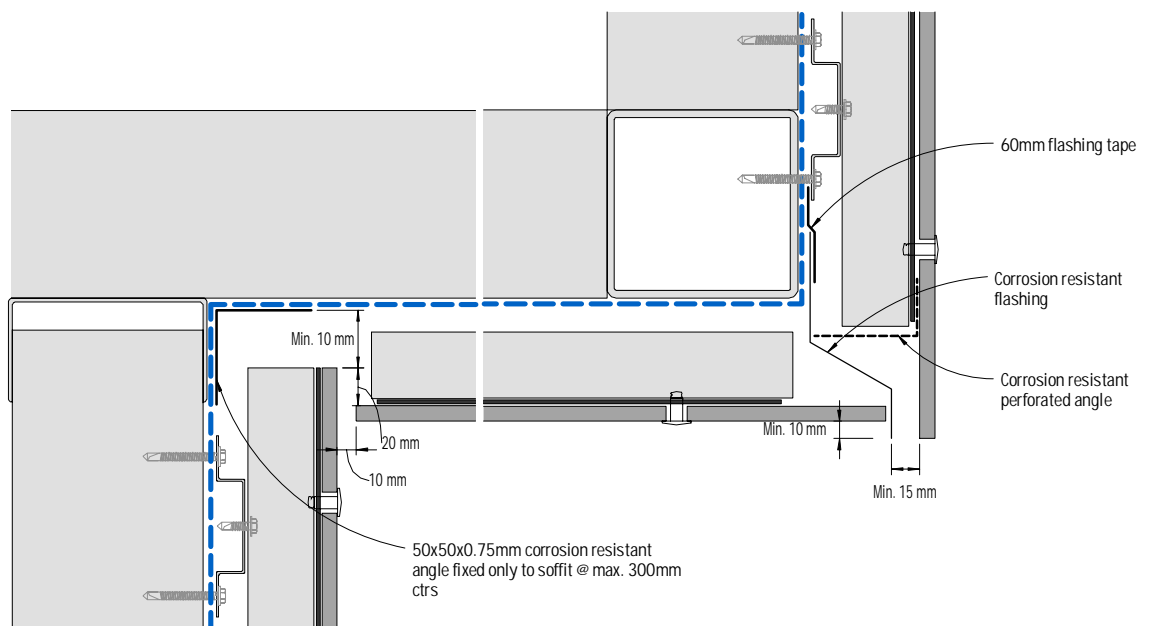 60mm flashing tape
Corrosion resistant
flashing
Min. 10 mm
Corrosion resistant
perforated angle
Min. 10 mm
20 mm
10 mm
Min. 15 mm
50x50x0.75mm corrosion resistant
angle fixed only to soffit @ max. 300mm
ctrs